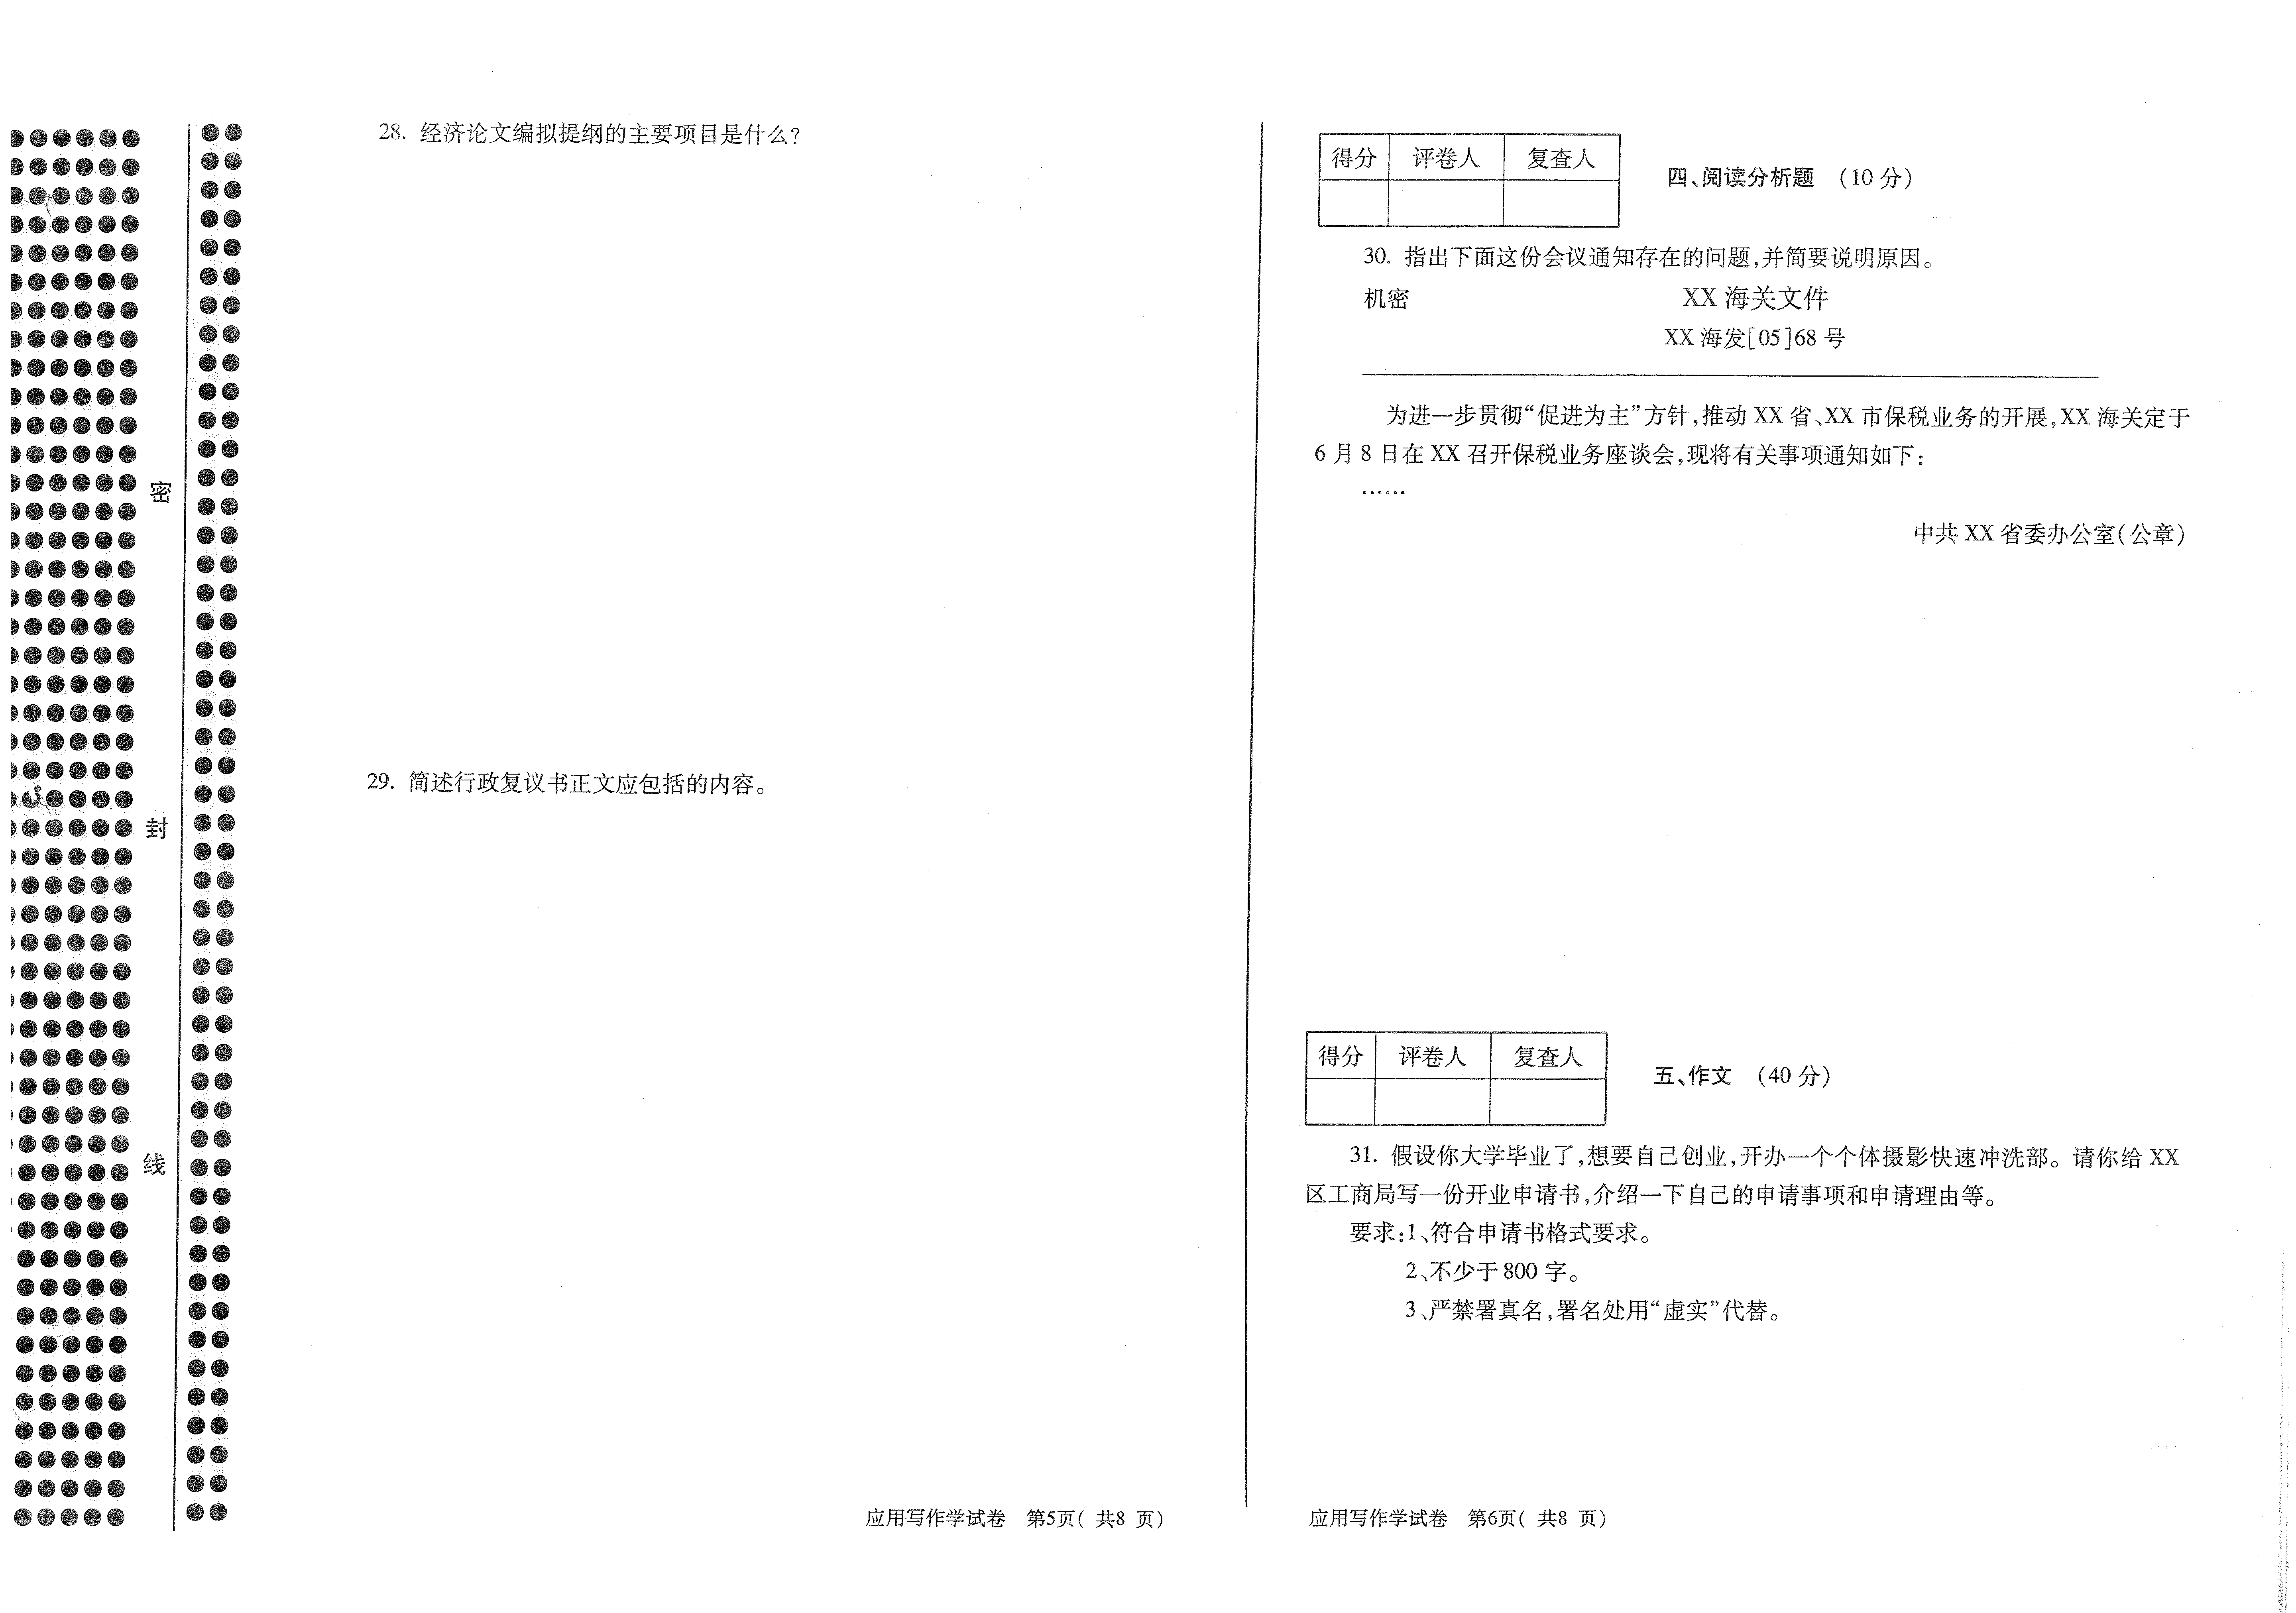 密
封
线
28. 经济论文编拟提纲的主要项目是什么?
29. 简述行政复议书正文应包括的内容。
应用写作学试卷 第5页( 共8 页)
得分 评卷人 复查人
四、阅读分析题 (10 分)
30. 指出下面这份会议通知存在的问题,并简要说明原因。
机密 XX 海关文件
XX 海发[05]68 号
为进一步贯彻“促进为主”方针,推动 XX 省、XX 市保税业务的开展,XX 海关定于
6 月 8 日在 XX 召开保税业务座谈会,现将有关事项通知如下:
……
中共 XX 省委办公室(公章)
得分 评卷人 复查人
五、作文 (40 分)
31. 假设你大学毕业了,想要自己创业,开办一个个体摄影快速冲洗部。请你给 XX
区工商局写一份开业申请书,介绍一下自己的申请事项和申请理由等。
要求:1、符合申请书格式要求。
2、不少于 800 字。
3、严禁署真名,署名处用“虚实”代替。
应用写作学试卷 第6页( 共8 页)